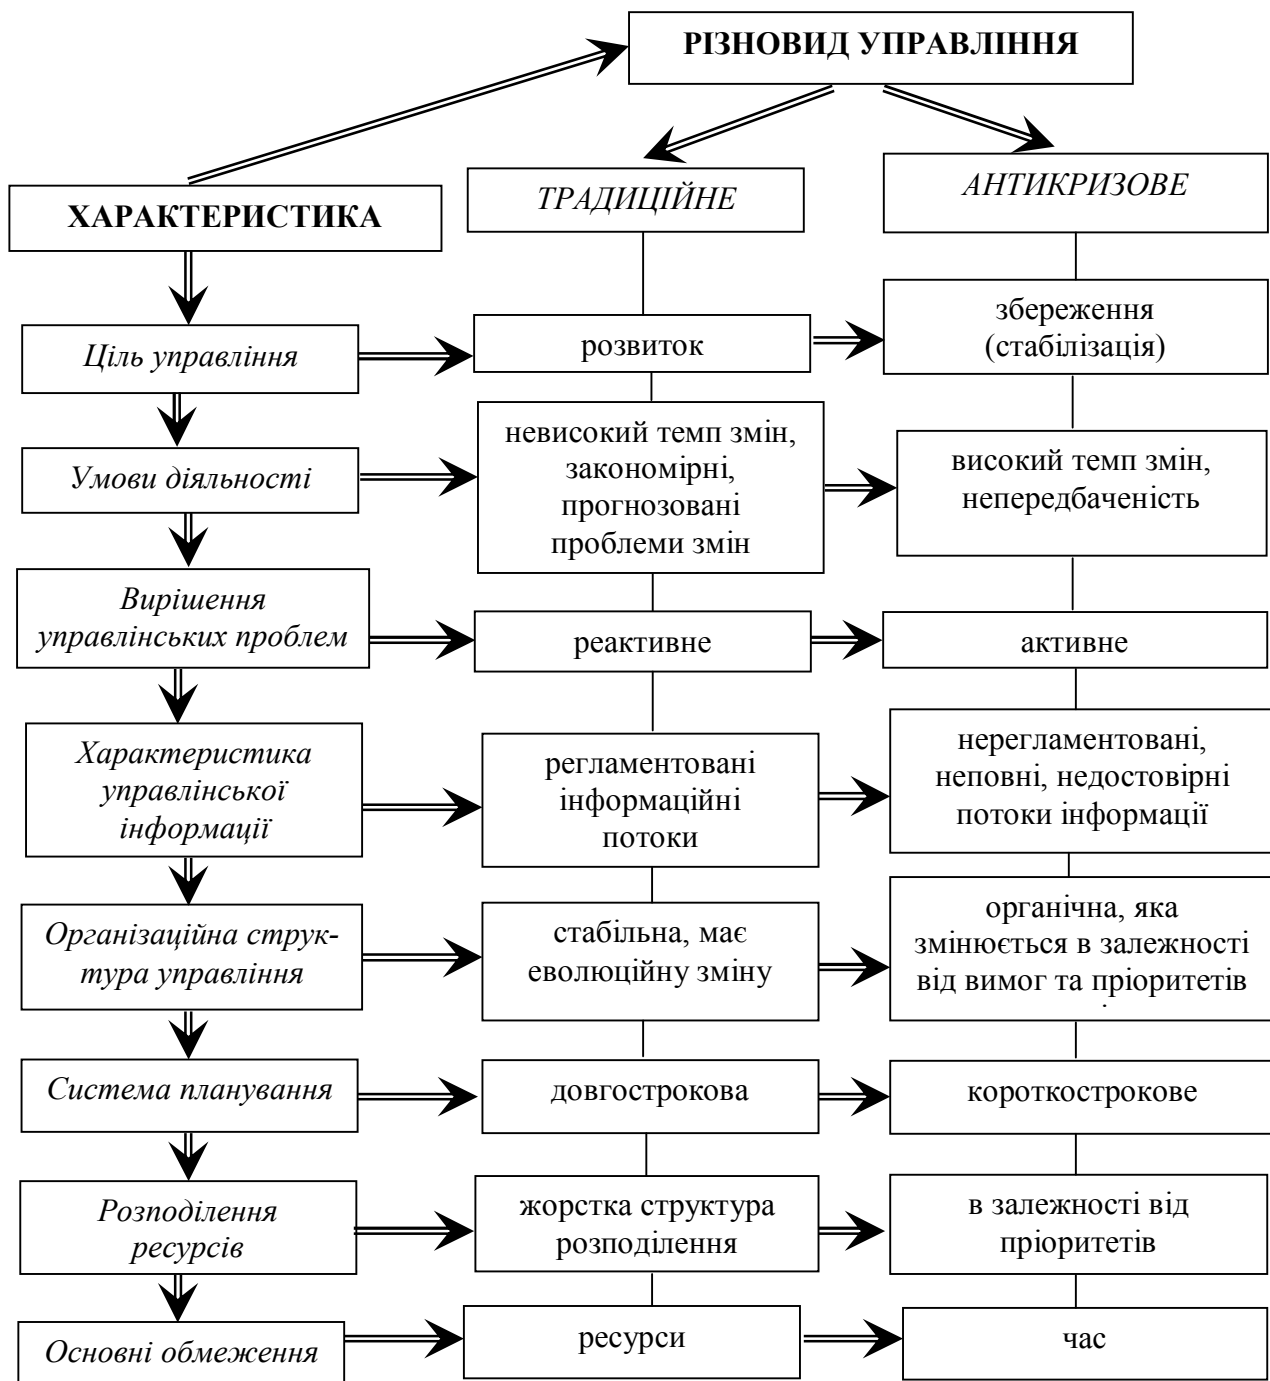 РІЗНОВИД УПРАВЛІННЯ
ХАРАКТЕРИСТИКА
ТРАДИЦІЙНЕ
АНТИКРИЗОВЕ
Ціль управління
розвиток
збереження
(стабілізація)
Умови діяльності
невисокий темп змін,
закономірні,
прогнозовані
проблеми змін
високий темп змін,
непередбаченість
Вирішення
управлінських проблем
реактивне
активне
Характеристика
управлінської
інформації
регламентовані
інформаційні
потоки
нерегламентовані,
неповні, недостовірні
потоки інформації
Організаційна струк-
тура управління
стабільна, має
еволюційну зміну
органічна, яка
змінюється в залежності
від вимог та пріоритетів
Система планування
довгострокова
короткострокове
Розподілення
ресурсів
жорстка структура
розподілення
в залежності від
пріоритетів
Основні обмеження
ресурси
час